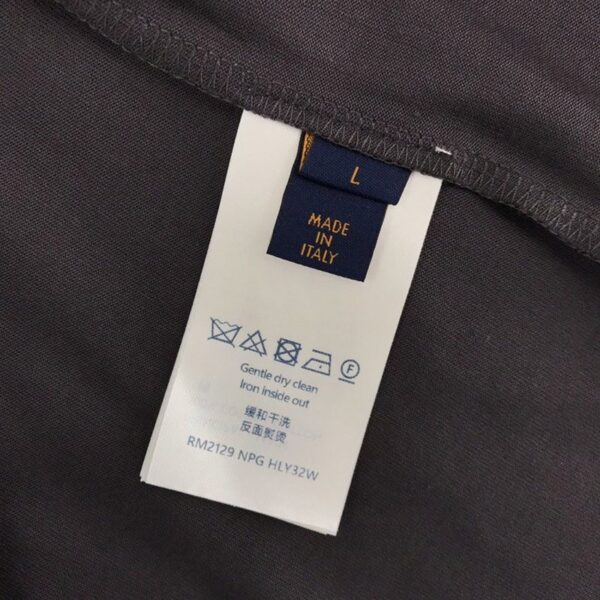 L
MADE
IN
ITALY
F
Gentle dry clean
Iron inside out
缓和干洗
反面熨烫
RM2129 NPG HLY32W